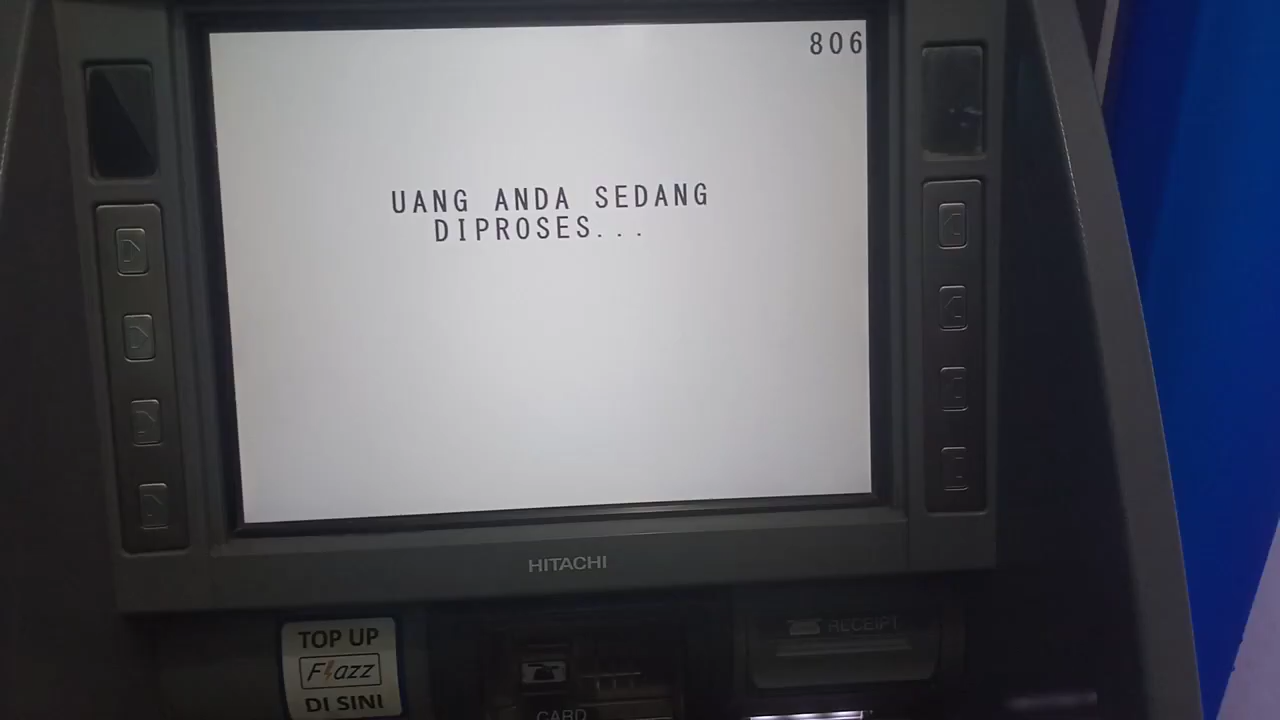 806
UANG ANDA SEDANG
DIPROSES...
HITACHI
TOP UP
Flazz
DI SINI
RECEIPT
CARD